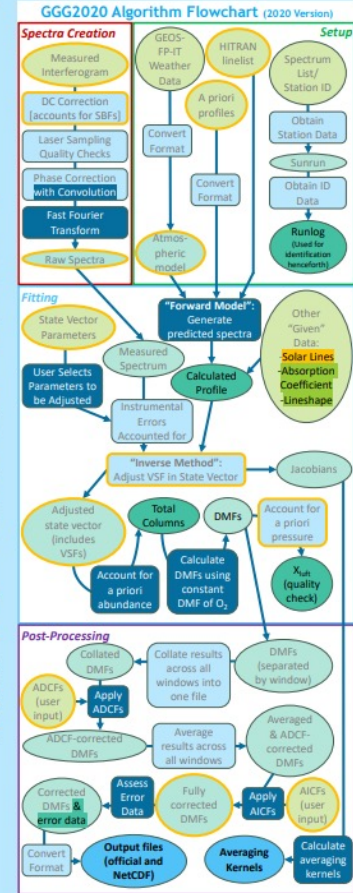 GGG2020 Algorithm Flowchart (2020 Version)
Spectra Creation
Measured
Interferogram
DC Correction
[accounts for SBFs]
Laser Sampling
Quality Checks
Phase Correction
with Convolution
Fast Fourier
Transform
Raw Spectra
GEOS-
FP-IT
Weather
Data
HITRAN
linelist
A priori
profiles
Convert
Format
Convert
Format
Atmos-
pheric
model
Setup
Spectrum
List/
Station ID
Obtain
Station Data
Sunrun
Obtain ID
Data
Runlog
(Used for
identification
henceforth)
Fitting
State Vector
Parameters
User Selects
Parameters to
be Adjusted
Measured
Spectrum
Instrumental
Errors
Accounted for
"Forward Model":
Generate
predicted spectra
Calculated
Profile
Other
"Given"
Data:
-Solar Lines
-Absorption
Coefficient
-Lineshape
"Inverse Method":
Adjust VSF in State Vector
Jacobians
Adjusted
state vector
(includes
VSFs)
Account for
a priori
abundance
Total
Columns
Calculate
DMFs using
constant
DMF of O₂
DMFs
Account for
a priori
pressure
Xluft
(quality
check)
Post-Processing
Collated
DMFs
Collate results
across all
windows into
one file
DMFs
(separated
by window)
ADCFs
(user
input)
Apply
ADCFs
ADCF-corrected
DMFs
Average
results across
all windows
Averaged
& ADCF-
corrected
DMFs
Corrected
DMFs &
error data
Assess
Error
Data
Fully
corrected
DMFs
Apply
AICFs
AICFs
(user
input)
Convert
Format
Output files
(official and
NetCDF)
Averaging
Kernels
Calculate
averaging
kernels